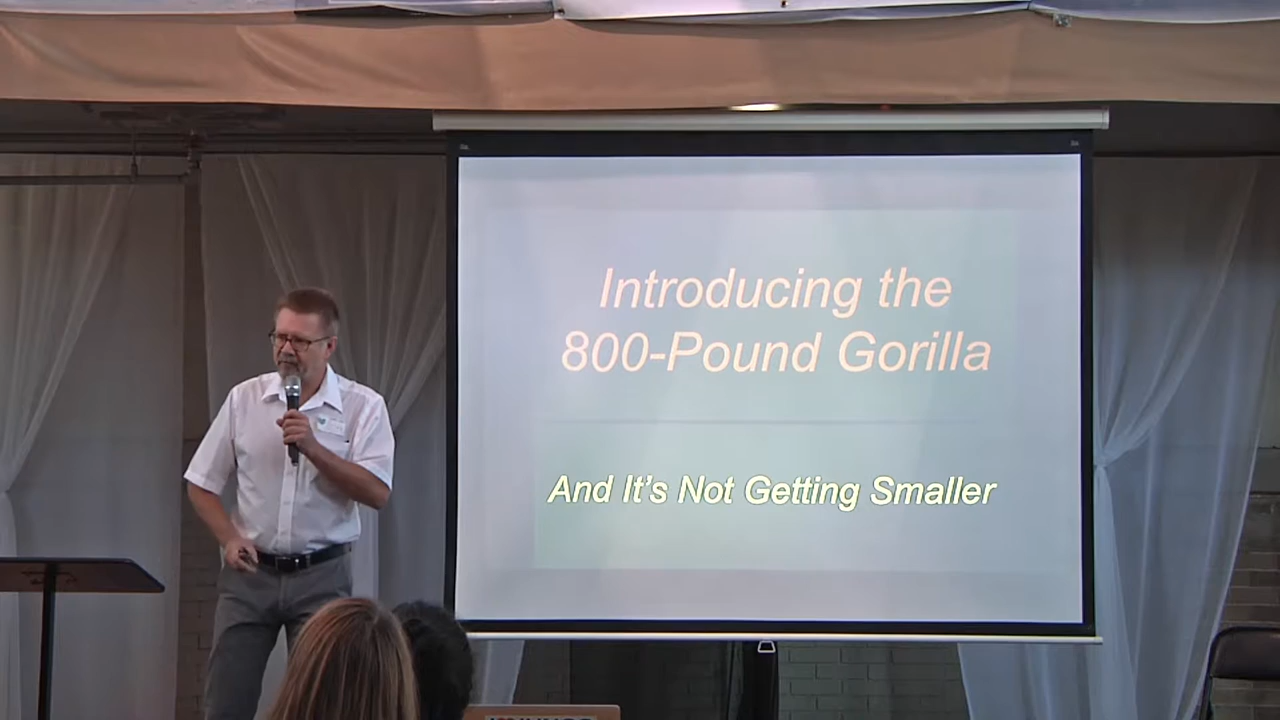 Introducing the
800-Pound Gorilla
And It's Not Getting Smaller